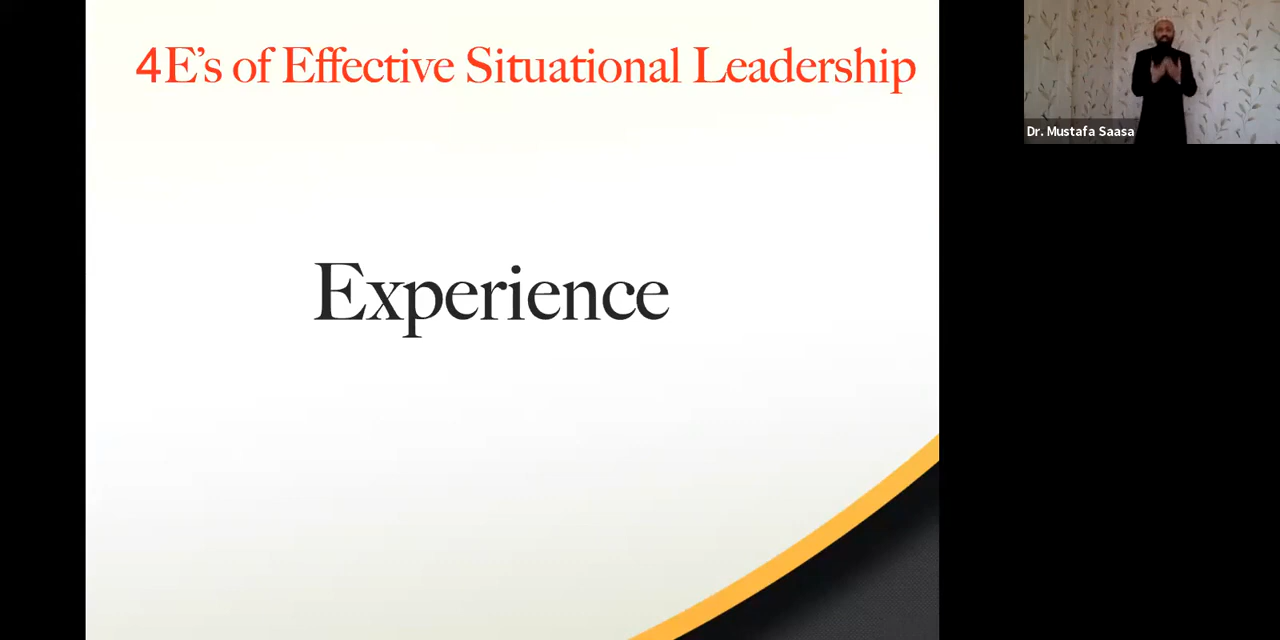 4E’s of Effective Situational Leadership
Experience
Dr. Mustafa Saasa